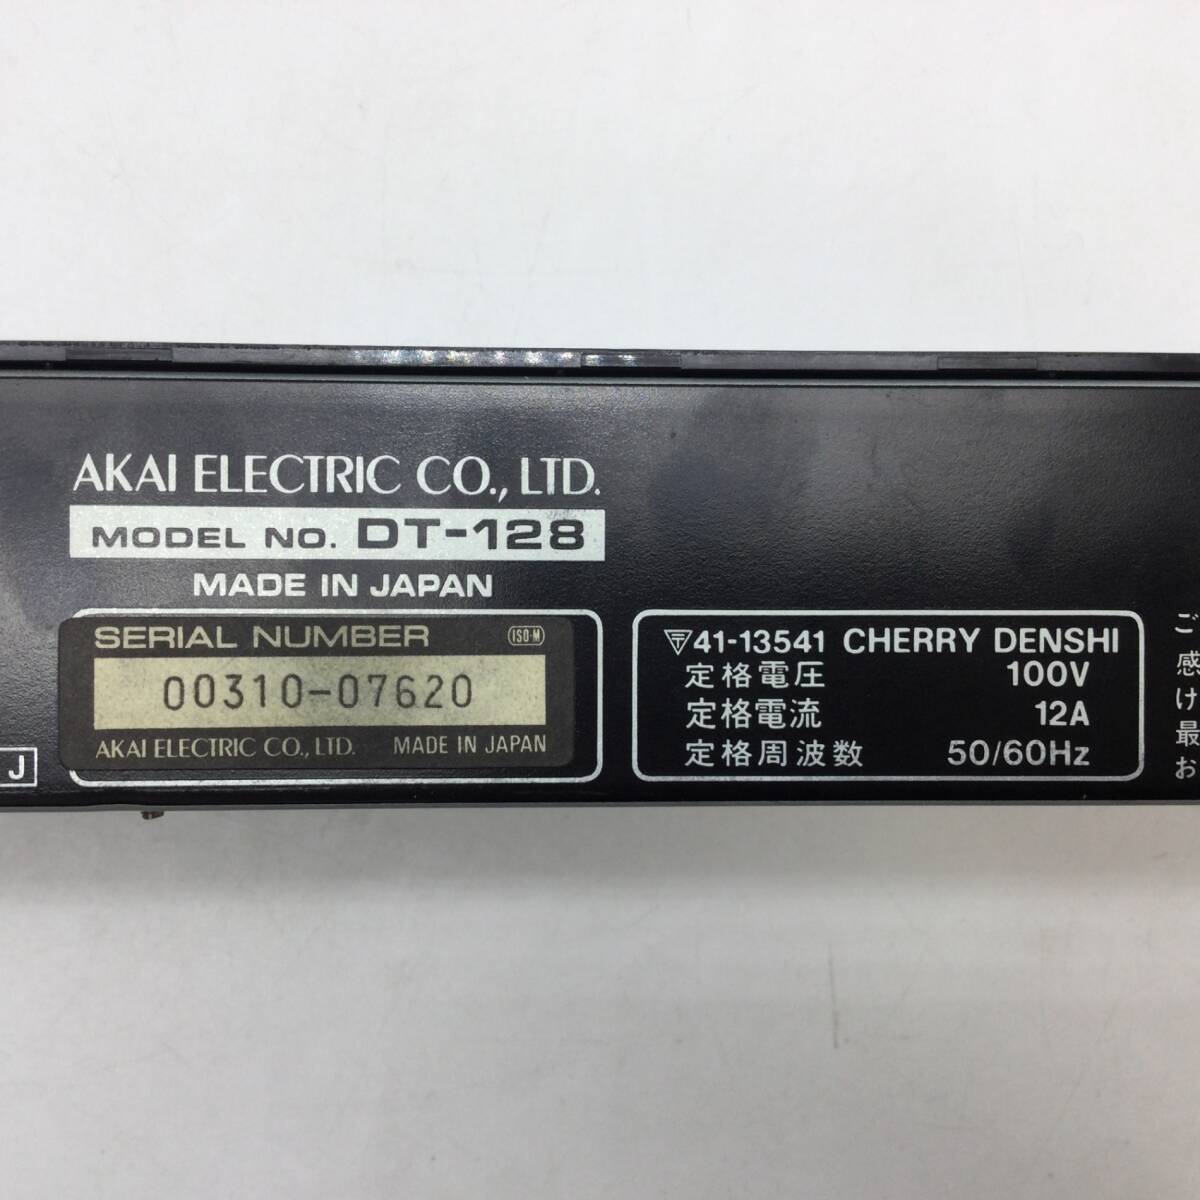 AKAI ELECTRIC CO., LTD.
MODEL NO. DT-128
MADE IN JAPAN
SERIAL NUMBER ISO-M
00310-07620
AKAI ELECTRIC CO., LTD. MADE IN JAPAN
J
〒41-13541 CHERRY DENSHI
定格電圧 100V
定格電流 12A
定格周波数 50/60Hz
ご
感
け
最
お